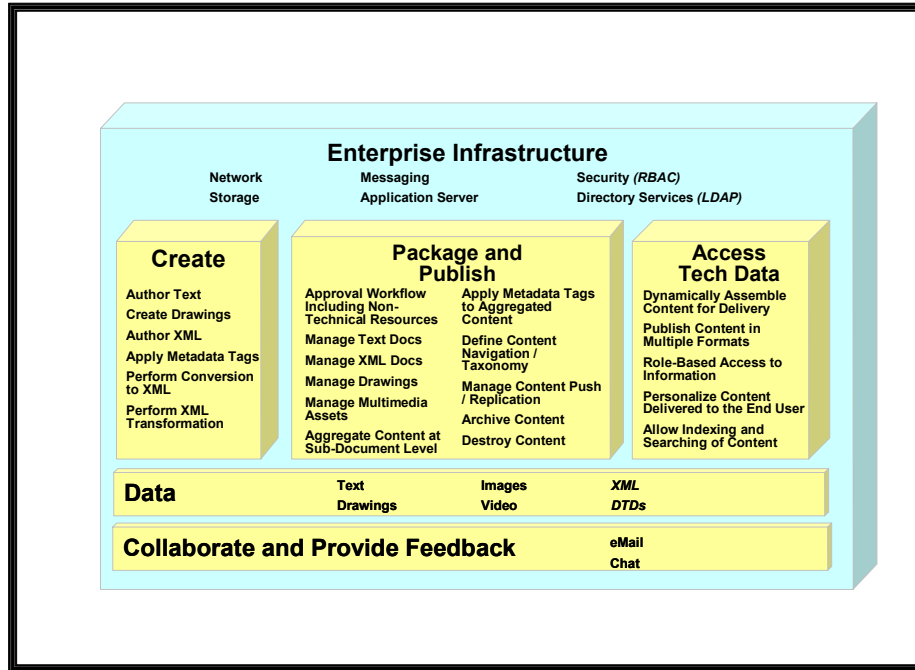 Enterprise Infrastructure
Network
Messaging
Security (RBAC)
Storage
Application Server
Directory Services (LDAP)
Create
Author Text
Create Drawings
Author XML
Apply Metadata Tags
Perform Conversion
to XML
Perform XML
Transformation
Package and
Publish
Approval Workflow
Including Non-
Technical Resources
Manage Text Docs
Manage XML Docs
Manage Drawings
Manage Multimedia
Assets
Aggregate Content at
Sub-Document Level
Apply Metadata Tags
to Aggregated
Content
Define Content
Navigation /
Taxonomy
Manage Content Push
/ Replication
Archive Content
Destroy Content
Access
Tech Data
Dynamically Assemble
Content for Delivery
Publish Content in
Multiple Formats
Role-Based Access to
Information
Personalize Content
Delivered to the End User
Allow Indexing and
Searching of Content
Data
Text
Images
XML
Drawings
Video
DTDs
Collaborate and Provide Feedback
eMail
Chat